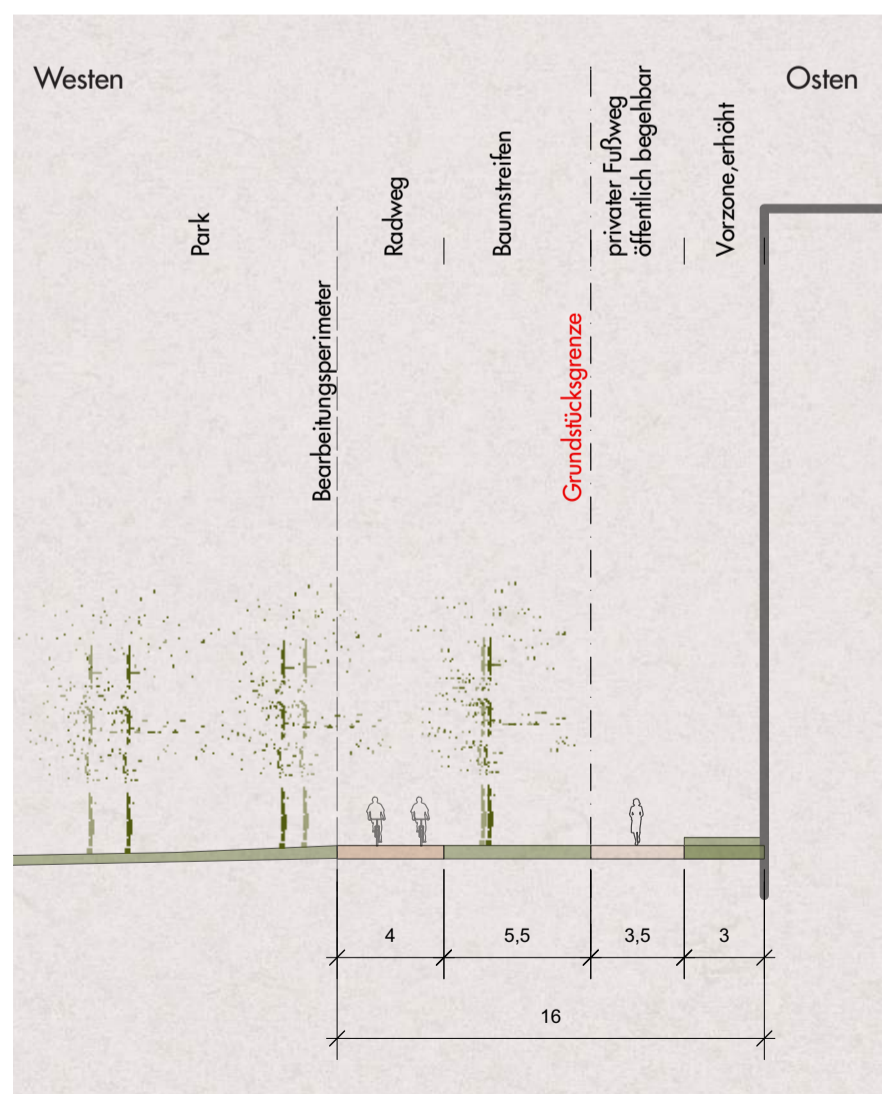 Westen
Osten
Park
Bearbeitungsperimeter
Radweg
Baumstreifen
Grundstücksgrenze
privater Fußweg
öffentlich begehbar
Vorzone,erhöht
4
5,5
3,5
3
16